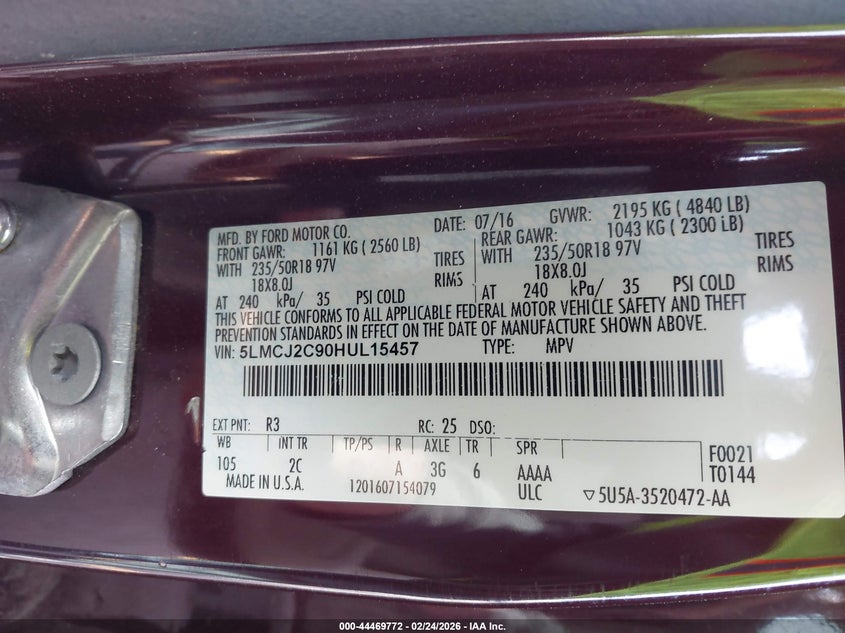 MFD. BY FORD MOTOR CO. DATE: 07/16 GVWR: 2195 KG ( 4840 LB)
FRONT GAWR: 1161 KG ( 2560 LB) REAR GAWR: 1043 KG ( 2300 LB)
WITH 235/50R18 97V TIRES WITH 235/50R18 97V TIRES
18X8.0J RIMS 18X8.0J RIMS
AT 240 kPa/ 35 PSI COLD AT 240 kPa/ 35 PSI COLD
THIS VEHICLE CONFORMS TO ALL APPLICABLE FEDERAL MOTOR VEHICLE SAFETY AND THEFT
PREVENTION STANDARDS IN EFFECT ON THE DATE OF MANUFACTURE SHOWN ABOVE.
VIN: 5LMCJ2C90HUL15457 TYPE: MPV
EXT PNT: R3 RC: 25 DSO:
WB INT TR TP/PS R AXLE TR SPR F0021
105 2C A 3G 6 AAAA T0144
MADE IN U.S.A. 1201607154079 ULC ▽5U5A-3520472-AA
000-44469772 - 02/24/2026 - IAA Inc.